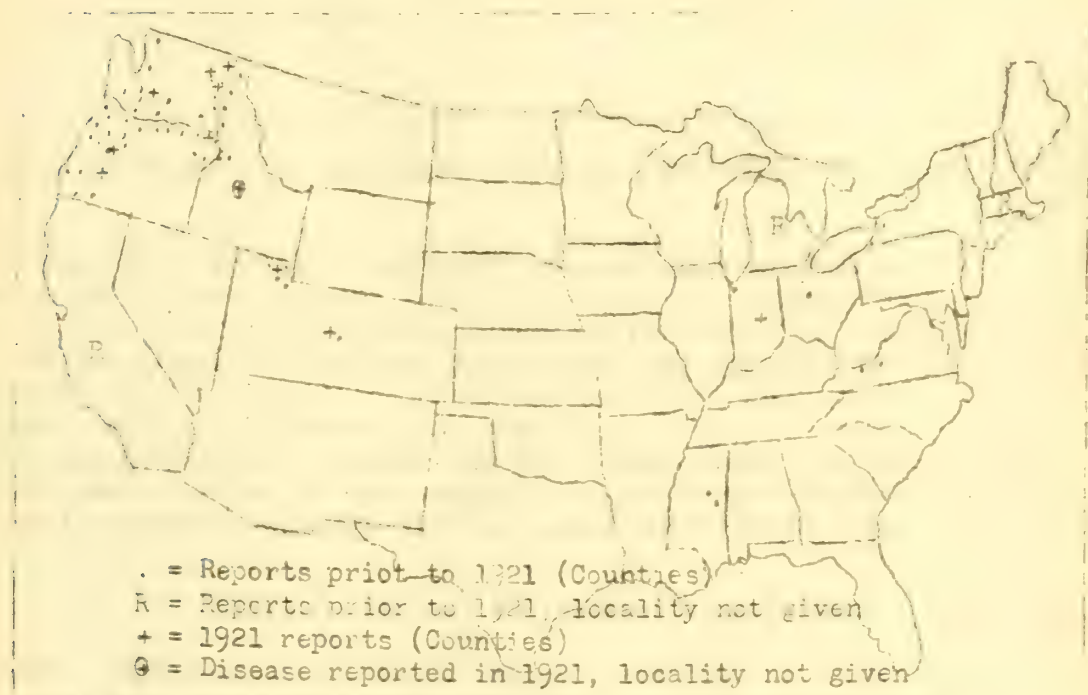 R
R
. = Reports priot to 1921 (Counties)
R = Reports prior to 1921, locality not given
+ = 1921 reports (Counties)
⊕ = Disease reported in 1921, locality not given